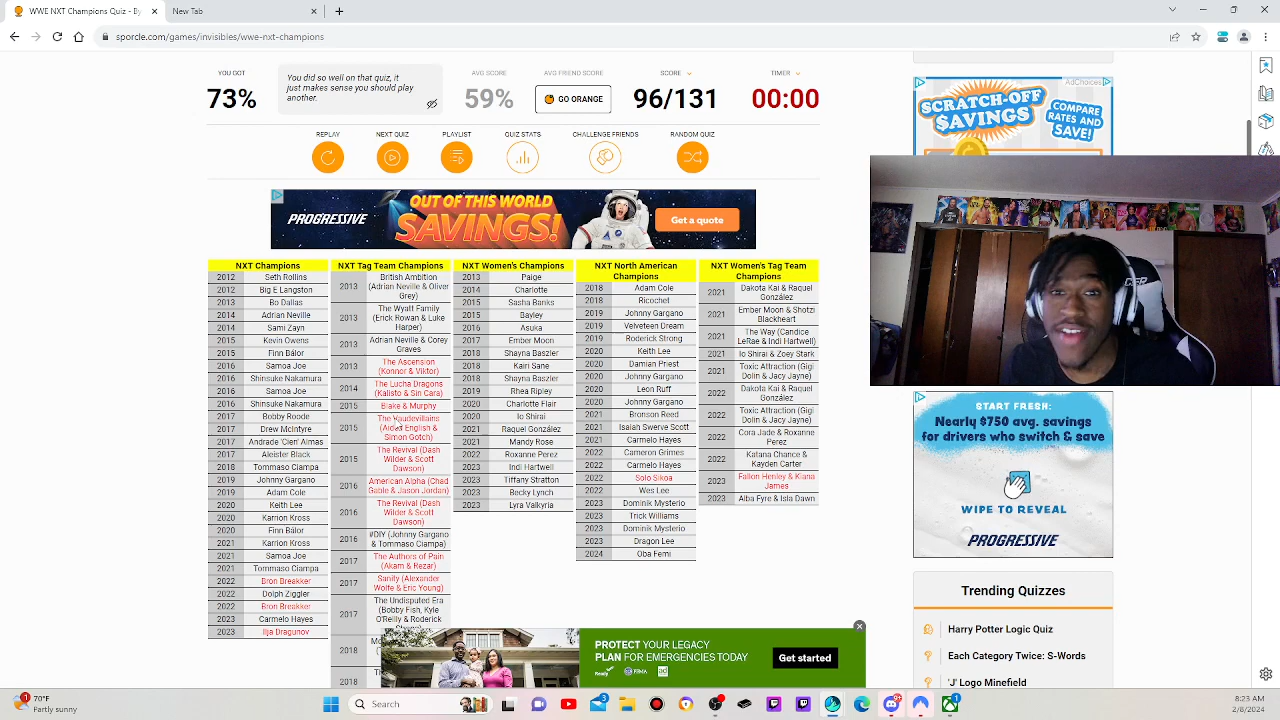 WWE NXT Champions Quiz - By
New Tab
sporcle.com/games/invisibles/wwe-nxt-champions
YOU GOT
73%
You did so well on that quiz, it
just makes sense you should play
another.
AVG SCORE
59%
AVG FRIEND SCORE
GO ORANGE
SCORE
96/131
TIMER
00:00
REPLAY
NEXT QUIZ
PLAYLIST
QUIZ STATS
CHALLENGE FRIENDS
RANDOM QUIZ
AdChoices
SCRATCH-OFF
$AVINGS
COMPARE
RATES AND
SAVE!
PROGRESSIVE
OUT OF THIS WORLD
SAVINGS!
Get a quote
NXT Champions
2012 Seth Rollins
2012 Big E Langston
2013 Bo Dallas
2014 Adrian Neville
2014 Sami Zayn
2015 Kevin Owens
2015 Finn Bálor
2016 Samoa Joe
2016 Shinsuke Nakamura
2016 Samoa Joe
2016 Shinsuke Nakamura
2017 Bobby Roode
2017 Drew McIntyre
2017 Andrade 'Cien' Almas
2017 Aleister Black
2018 Tommaso Ciampa
2019 Johnny Gargano
2019 Adam Cole
2020 Keith Lee
2020 Karrion Kross
2020 Finn Bálor
2021 Karrion Kross
2021 Samoa Joe
2021 Tommaso Ciampa
2022 Bron Breakker
2022 Dolph Ziggler
2022 Bron Breakker
2023 Carmelo Hayes
2023 Ilja Dragunov
NXT Tag Team Champions
2013 British Ambition
(Adrian Neville & Oliver
Grey)
2013 The Wyatt Family
(Erick Rowan & Luke
Harper)
2013 Adrian Neville & Corey
Graves
2013 The Ascension
(Konnor & Viktor)
2014 The Lucha Dragons
(Kalisto & Sin Cara)
2015 Blake & Murphy
2015 The Vaudevillains
(Aiden English &
Simon Gotch)
2015 The Revival (Dash
Wilder & Scott
Dawson)
2016 American Alpha (Chad
Gable & Jason Jordan)
2016 The Revival (Dash
Wilder & Scott
Dawson)
2016 #DIY (Johnny Gargano
& Tommaso Ciampa)
2017 The Authors of Pain
(Akam & Rezar)
2017 Sanity (Alexander
Wolfe & Eric Young)
2017 The Undisputed Era
(Bobby Fish, Kyle
O'Reilly & Roderick
2018
2018
NXT Women's Champions
2013 Paige
2014 Charlotte
2015 Sasha Banks
2015 Bayley
2016 Asuka
2017 Ember Moon
2018 Shayna Baszler
2018 Kairi Sane
2018 Shayna Baszler
2019 Rhea Ripley
2020 Charlotte Flair
2020 Io Shirai
2021 Raquel González
2021 Mandy Rose
2022 Roxanne Perez
2023 Indi Hartwell
2023 Tiffany Stratton
2023 Becky Lynch
2023 Lyra Valkyria
NXT North American
Champions
2018 Adam Cole
2018 Ricochet
2019 Johnny Gargano
2019 Velveteen Dream
2019 Roderick Strong
2020 Keith Lee
2020 Damian Priest
2020 Johnny Gargano
2020 Leon Ruff
2020 Johnny Gargano
2021 Bronson Reed
2021 Isaiah Swerve Scott
2021 Carmelo Hayes
2022 Cameron Grimes
2022 Carmelo Hayes
2022 Solo Sikoa
2022 Wes Lee
2023 Dominik Mysterio
2023 Trick Williams
2023 Dominik Mysterio
2023 Dragon Lee
2024 Oba Femi
NXT Women's Tag Team
Champions
2021 Dakota Kai & Raquel
González
2021 Ember Moon & Shotzi
Blackheart
2021 The Way (Candice
LeRae & Indi Hartwell)
2021 Io Shirai & Zoey Stark
2021 Toxic Attraction (Gigi
Dolin & Jacy Jayne)
2022 Dakota Kai & Raquel
González
2022 Toxic Attraction (Gigi
Dolin & Jacy Jayne)
2022 Cora Jade & Roxanne
Perez
2022 Katana Chance &
Kayden Carter
2023 Fallon Henley & Kiana
James
2023 Alba Fyre & Isla Dawn
START FRESH:
Nearly $750 avg. savings
for drivers who switch & save
WIPE TO REVEAL
PROGRESSIVE
Trending Quizzes
Harry Potter Logic Quiz
Each Category Twice: S-Words
'J' Logo Minefield
PROTECT YOUR LEGACY
PLAN FOR EMERGENCIES TODAY
Ready
FEMA
ad
Get started
70°F
Partly sunny
Search
8:23 AM
2/8/2024